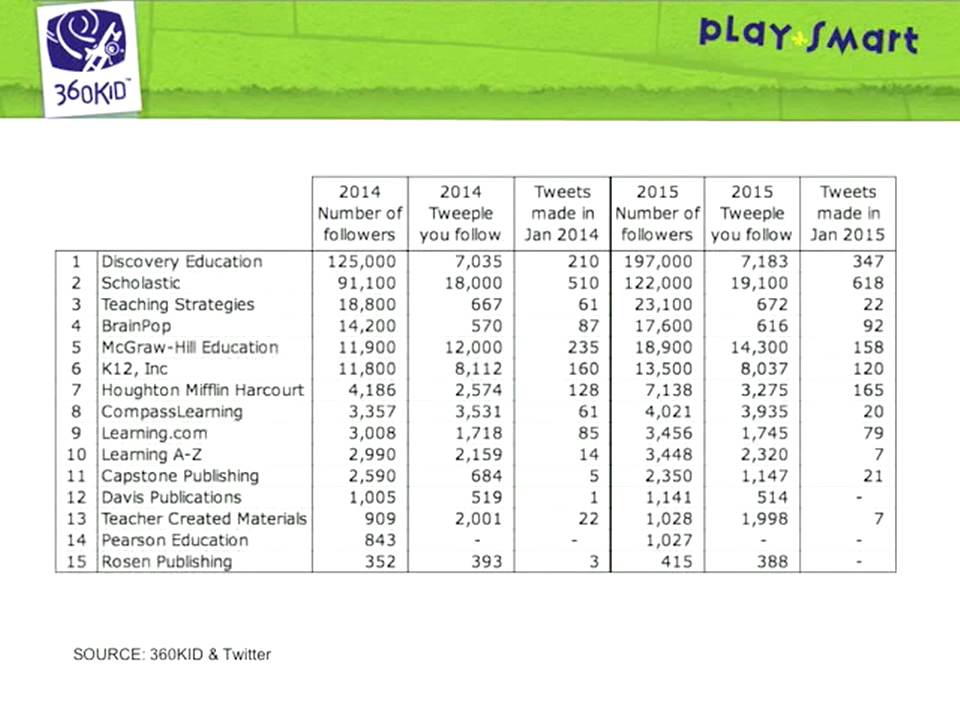 360KID™
pLAy*SMart
2014 2014 Tweets 2015 2015 Tweets
Number of Tweeple made in Number of Tweeple made in
followers you follow Jan 2014 followers you follow Jan 2015
1 Discovery Education 125,000 7,035 210 197,000 7,183 347
2 Scholastic 91,100 18,000 510 122,000 19,100 618
3 Teaching Strategies 18,800 667 61 23,100 672 22
4 BrainPop 14,200 570 87 17,600 616 92
5 McGraw-Hill Education 11,900 12,000 235 18,900 14,300 158
6 K12, Inc 11,800 8,112 160 13,500 8,037 120
7 Houghton Mifflin Harcourt 4,186 2,574 128 7,138 3,275 165
8 CompassLearning 3,357 3,531 61 4,021 3,935 20
9 Learning.com 3,008 1,718 85 3,456 1,745 79
10 Learning A-Z 2,990 2,159 14 3,448 2,320 7
11 Capstone Publishing 2,590 684 5 2,350 1,147 21
12 Davis Publications 1,005 519 1 1,141 514 -
13 Teacher Created Materials 909 2,001 22 1,028 1,998 7
14 Pearson Education 843 - - 1,027 - -
15 Rosen Publishing 352 393 3 415 388 -
SOURCE: 360KID & Twitter